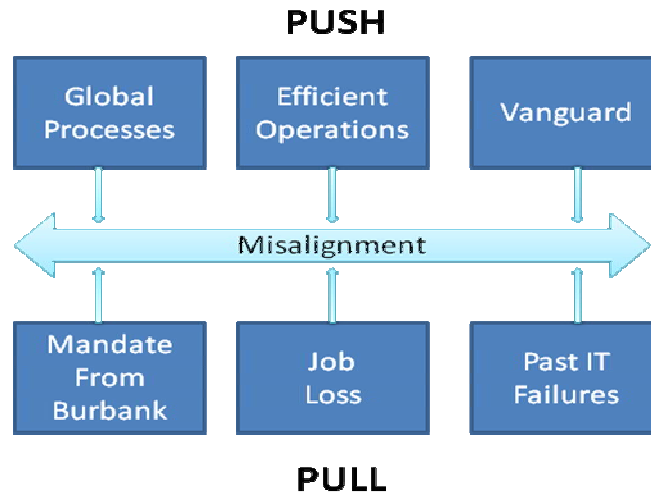 PUSH
Global
Processes
Efficient
Operations
Vanguard
Misalignment
Mandate
From
Burbank
Job
Loss
Past IT
Failures
PULL